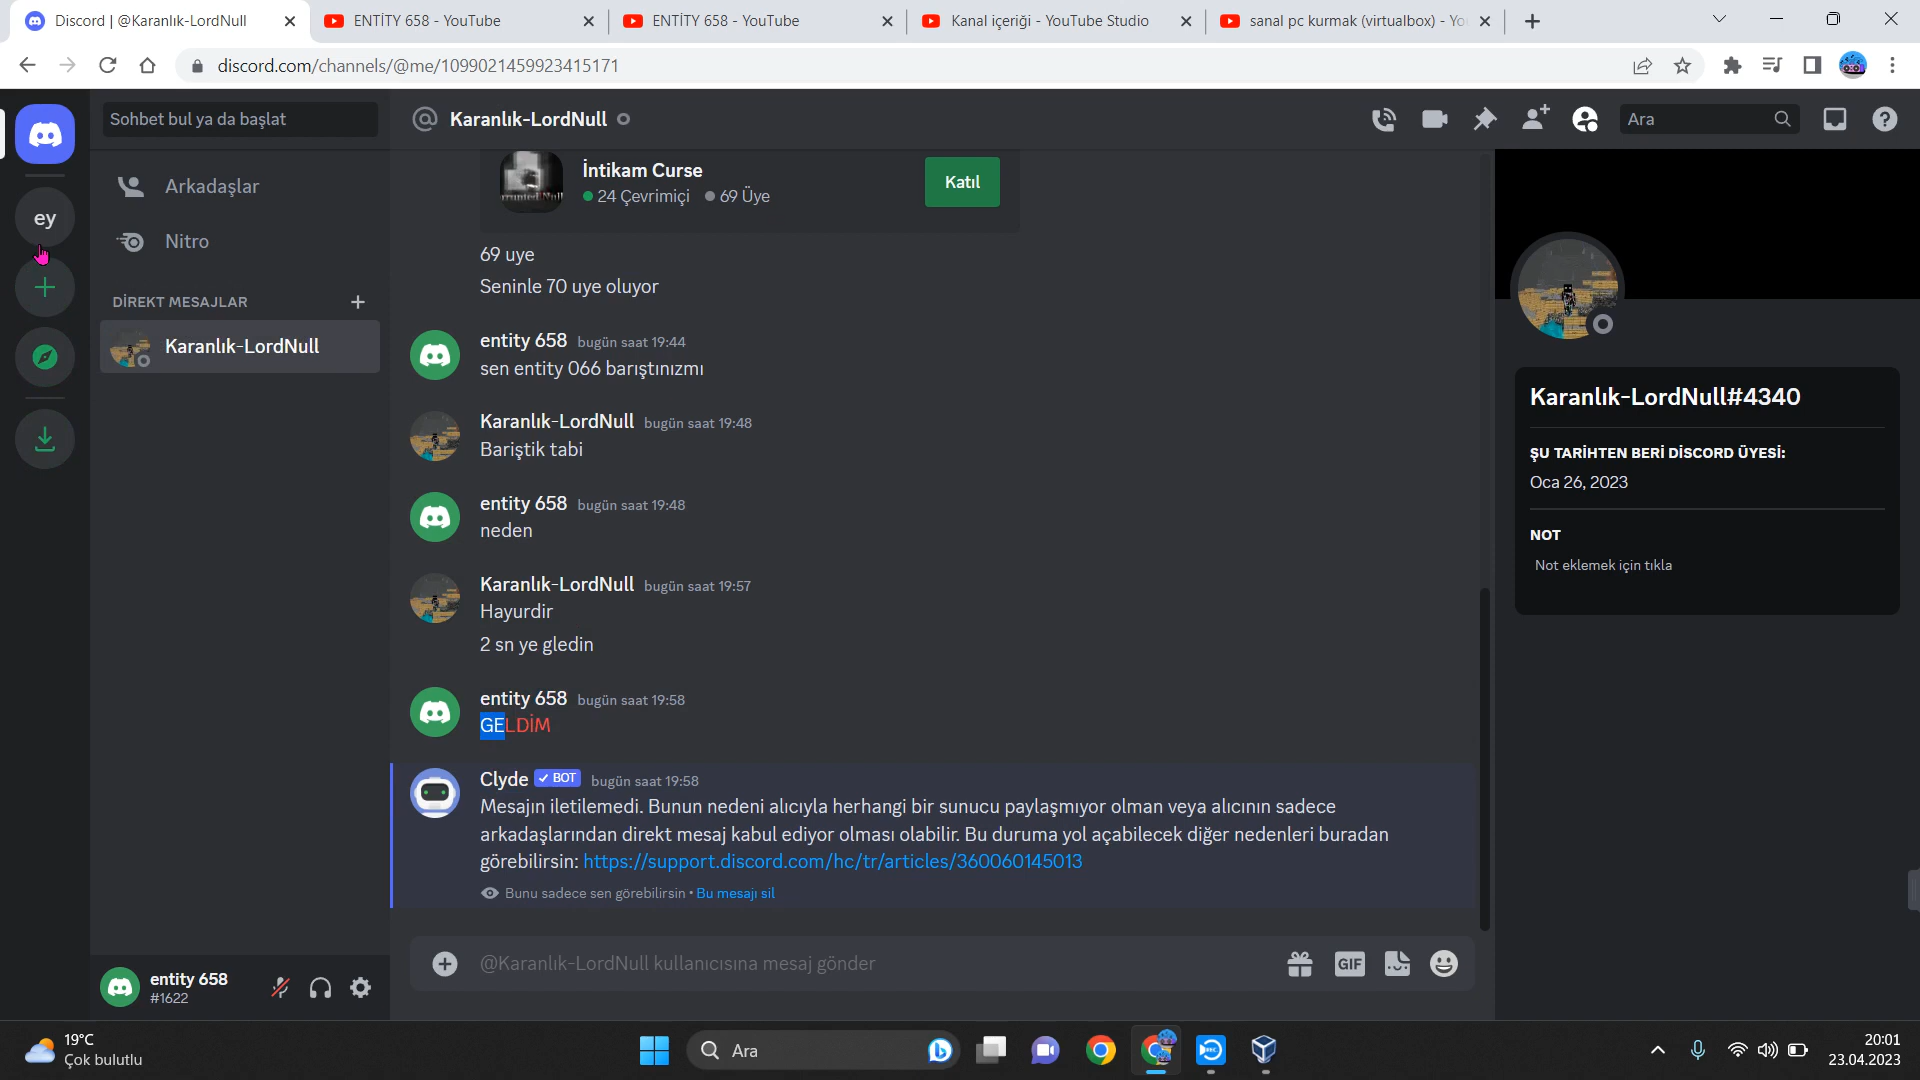 Discord | @Karanlık-LordNull
ENTİTY 658 - YouTube
ENTİTY 658 - YouTube
Kanal içeriği - YouTube Studio
sanal pc kurmak (virtualbox) - You
discord.com/channels/@me/1099021459923415171
Sohbet bul ya da başlat
Karanlık-LordNull
Ara
ey
Arkadaşlar
Nitro
DİREKT MESAJLAR
Karanlık-LordNull
İntikam Curse
24 Çevrimiçi 69 Üye
Katıl
69 uye
Seninle 70 uye oluyor
entity 658 bugün saat 19:44
sen entity 066 barıştınızmı
Karanlık-LordNull bugün saat 19:48
Bariştik tabi
entity 658 bugün saat 19:48
neden
Karanlık-LordNull bugün saat 19:57
Hayurdir
2 sn ye gledin
entity 658 bugün saat 19:58
GELDİM
Clyde ✓ BOT bugün saat 19:58
Mesajın iletilemedi. Bunun nedeni alıcıyla herhangi bir sunucu paylaşmıyor olman veya alıcının sadece
arkadaşlarından direkt mesaj kabul ediyor olması olabilir. Bu duruma yol açabilecek diğer nedenleri buradan
görebilirsin: https://support.discord.com/hc/tr/articles/360060145013
Bunu sadece sen görebilirsin • Bu mesajı sil
@Karanlık-LordNull kullanıcısına mesaj gönder
GIF
Karanlık-LordNull#4340
ŞU TARİHTEN BERİ DİSCORD ÜYESİ:
Oca 26, 2023
NOT
Not eklemek için tıkla
entity 658
#1622
19°C
Çok bulutlu
Ara
20:01
23.04.2023